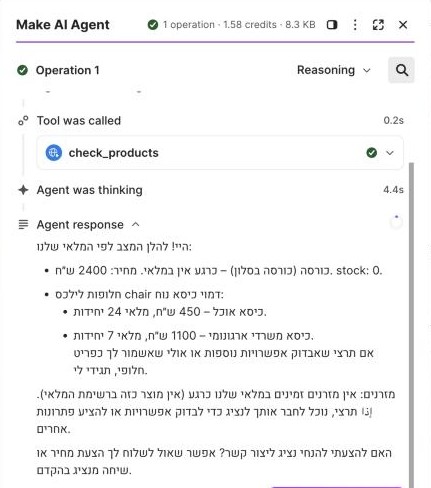 Make AI Agent
1 operation · 1.58 credits · 8.3 KB
Operation 1
Reasoning
Tool was called
0.2s
check_products
Agent was thinking
4.4s
Agent response
היי! להלן המצב לפי המלאי שלנו:
• כורסה (כורסה בסלון) – כרגע אין במלאי. מחיר: 2400 ש"ח. stock: 0.
• דמוי כיסא נוח chair חלופות לילכס:
• כיסא אוכל – 450 ש"ח, מלאי 24 יחידות.
• כיסא משרדי ארגונומי – 1100 ש"ח, מלאי 7 יחידות.
אם תרצי שאבדוק אפשרויות נוספות או אולי שאשמור לך כפריט
חלופי, תגידי לי.
מזרנים: אין מזרנים זמינים במלאי שלנו כרגע (אין מוצר כזה ברשימת המלאי).
إذا תרצי, נוכל לחבר אותך לנציג כדי לבדוק אפשרויות או להציע פתרונות
אחרים.
האם להצעתי להנחי נציג ליצור קשר? אפשר שאול לשלוח לך הצעת מחיר או
שיחה מנציג בהקדם.